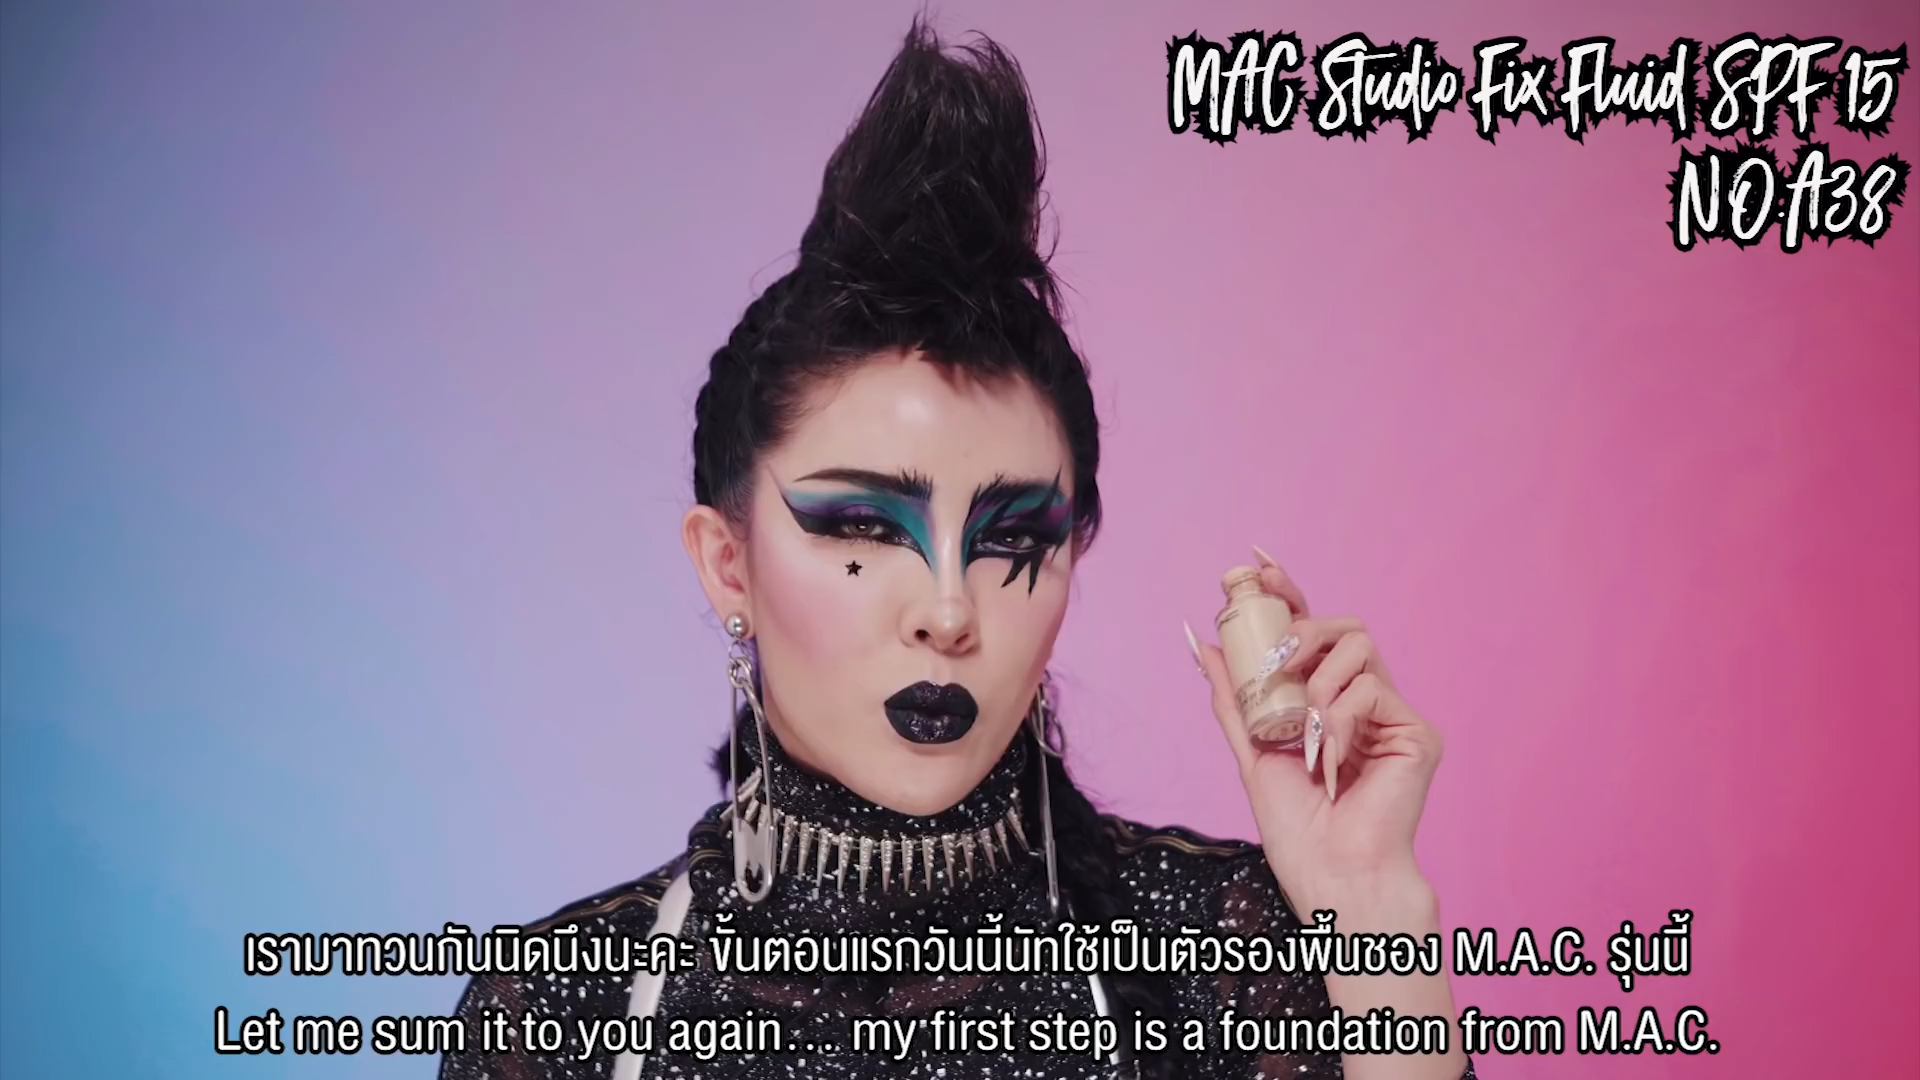 MAC Studio Fix Fluid SPF 15
NO.A38
เรามาทวนกันนิดนึงนะคะ ขั้นตอนแรกวันนี้นัทใช้เป็นตัวรองพื้นชอง M.A.C. รุ่นนี้
Let me sum it to you again... my first step is a foundation from M.A.C.